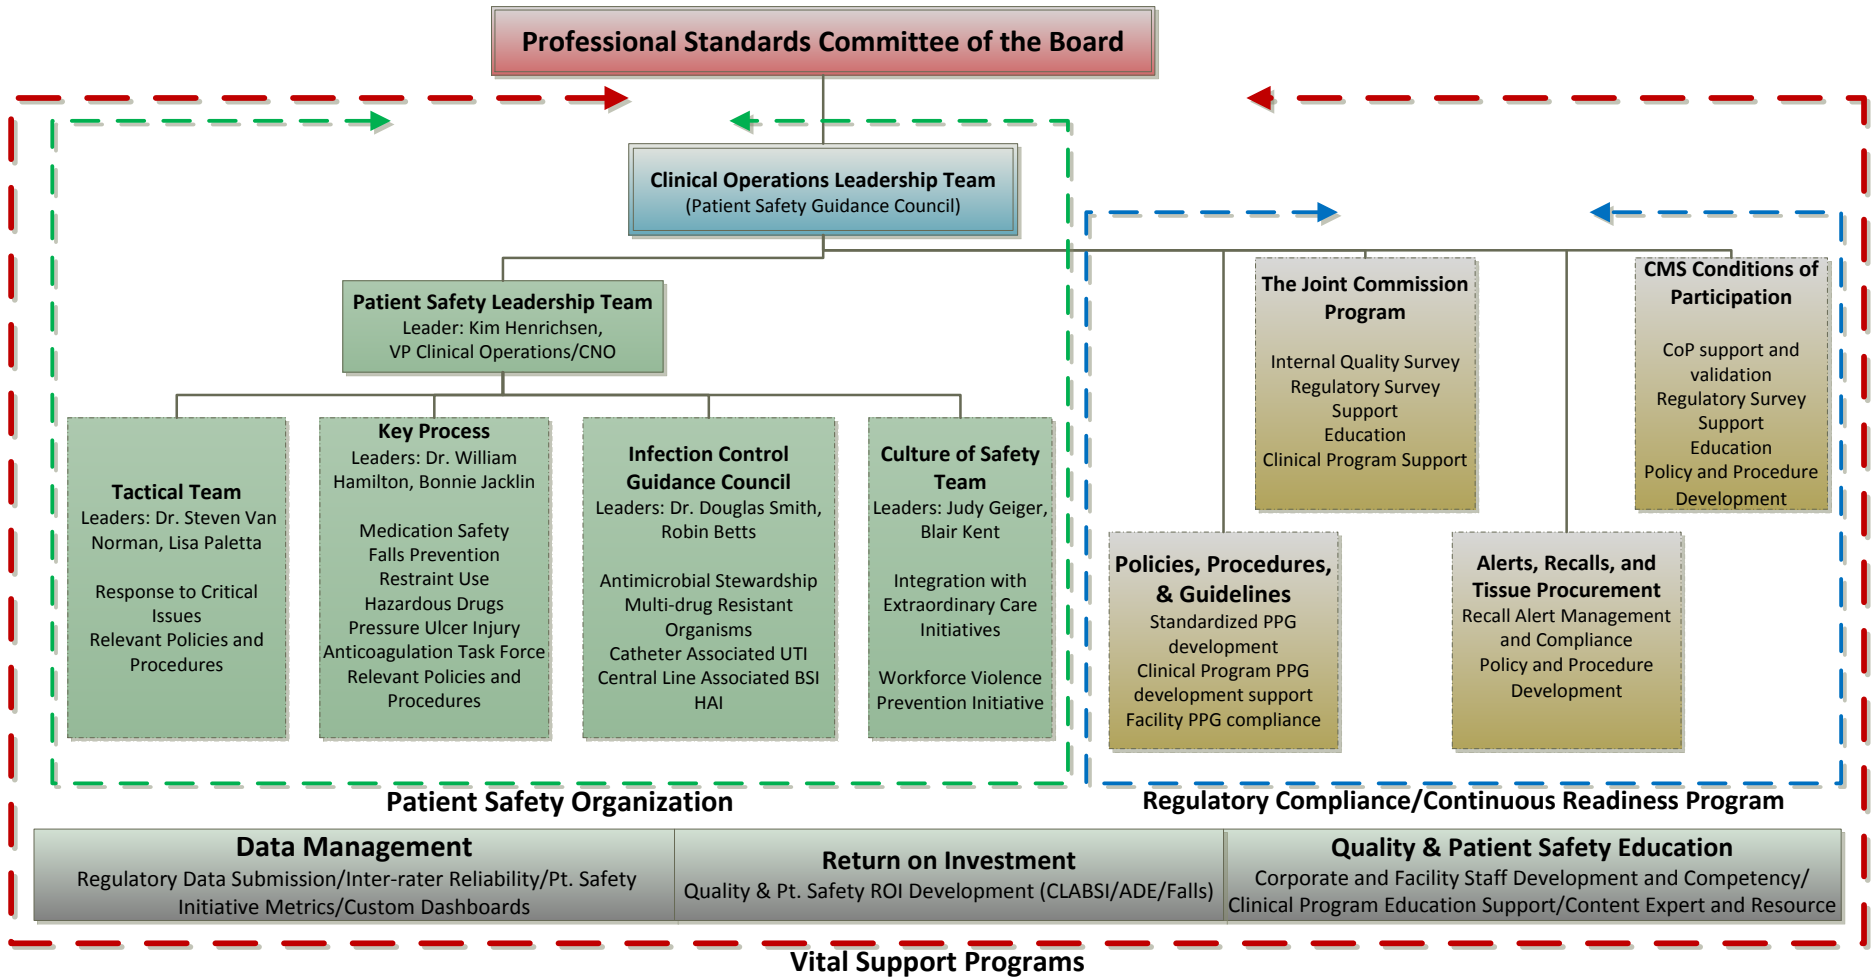 Professional Standards Committee of the Board
Clinical Operations Leadership Team
(Patient Safety Guidance Council)
Patient Safety Leadership Team
Leader: Kim Henrichsen,
VP Clinical Operations/CNO
Tactical Team
Leaders: Dr. Steven Van
Norman, Lisa Paletta
Response to Critical
Issues
Relevant Policies and
Procedures
Key Process
Leaders: Dr. William
Hamilton, Bonnie Jacklin
Medication Safety
Falls Prevention
Restraint Use
Hazardous Drugs
Pressure Ulcer Injury
Anticoagulation Task Force
Relevant Policies and
Procedures
Infection Control
Guidance Council
Leaders: Dr. Douglas Smith,
Robin Betts
Antimicrobial Stewardship
Multi-drug Resistant
Organisms
Catheter Associated UTI
Central Line Associated BSI
HAI
Culture of Safety
Team
Leaders: Judy Geiger,
Blair Kent
Integration with
Extraordinary Care
Initiatives
Workforce Violence
Prevention Initiative
Patient Safety Organization
The Joint Commission
Program
Internal Quality Survey
Regulatory Survey
Support
Education
Clinical Program Support
CMS Conditions of
Participation
CoP support and
validation
Regulatory Survey
Support
Education
Policy and Procedure
Development
Policies, Procedures,
& Guidelines
Standardized PPG
development
Clinical Program PPG
development support
Facility PPG compliance
Alerts, Recalls, and
Tissue Procurement
Recall Alert Management
and Compliance
Policy and Procedure
Development
Regulatory Compliance/Continuous Readiness Program
Data Management
Regulatory Data Submission/Inter-rater Reliability/Pt. Safety
Initiative Metrics/Custom Dashboards
Return on Investment
Quality & Pt. Safety ROI Development (CLABSI/ADE/Falls)
Quality & Patient Safety Education
Corporate and Facility Staff Development and Competency/
Clinical Program Education Support/Content Expert and Resource
Vital Support Programs